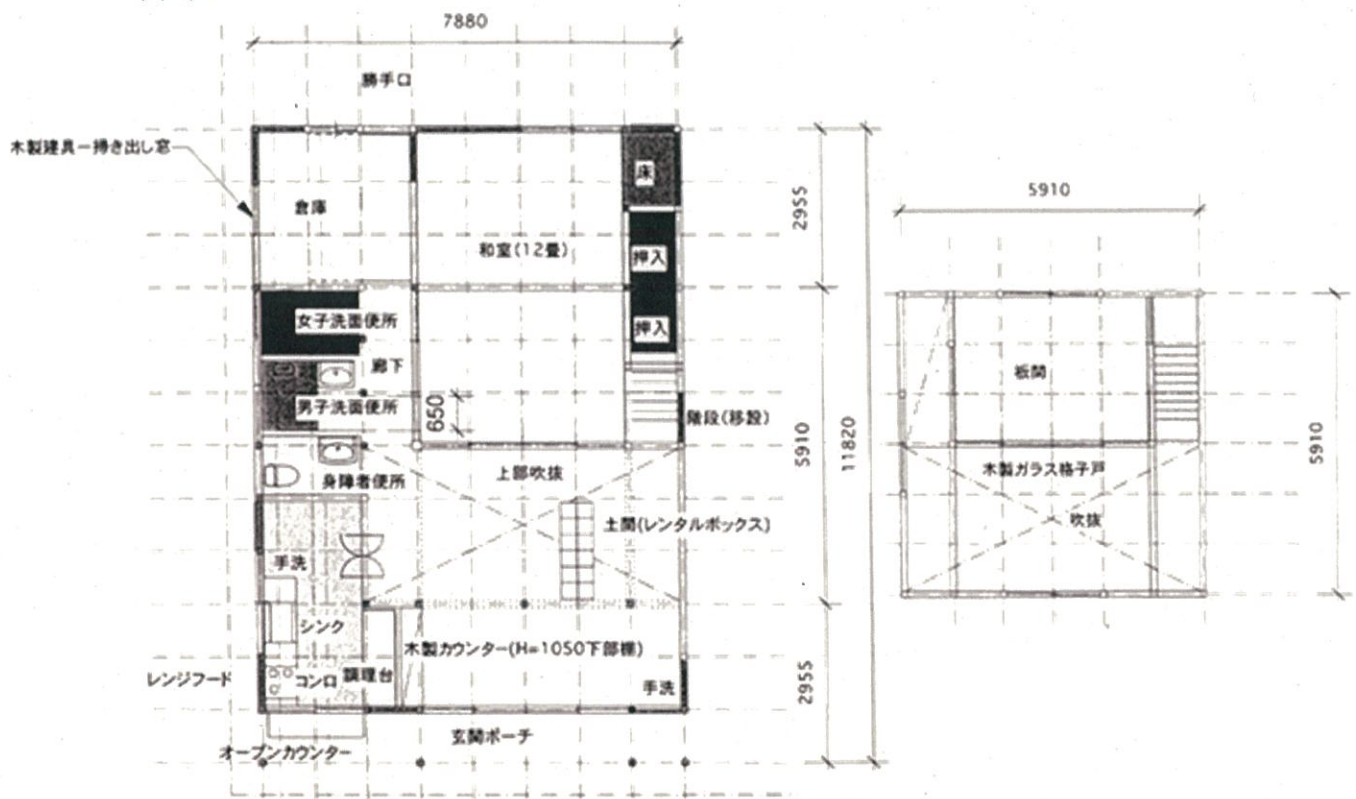 7880
勝手口
木製建具－掃き出し窓
床
倉庫
和室(12畳)
押入
2955
5910
女子洗面便所
押入
廊下
男子洗面便所
650
階段(移設)
5910
11820
板間
5910
上部吹抜
木製ガラス格子戸
身障者便所
土間(レンタルボックス)
吹抜
手洗
シンク
木製カウンター(H=1050下部棚)
レンジフード
コンロ
調理台
手洗
2955
玄関ポーチ
オープンカウンター